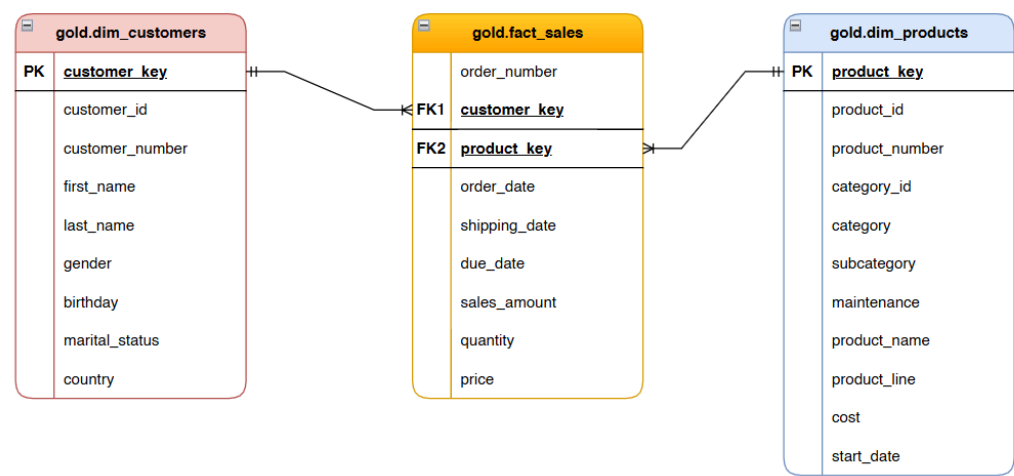 gold.dim_customers
PK customer_key
customer_id
customer_number
first_name
last_name
gender
birthday
marital_status
country
gold.fact_sales
order_number
FK1 customer_key
FK2 product_key
order_date
shipping_date
due_date
sales_amount
quantity
price
gold.dim_products
PK product_key
product_id
product_number
category_id
category
subcategory
maintenance
product_name
product_line
cost
start_date